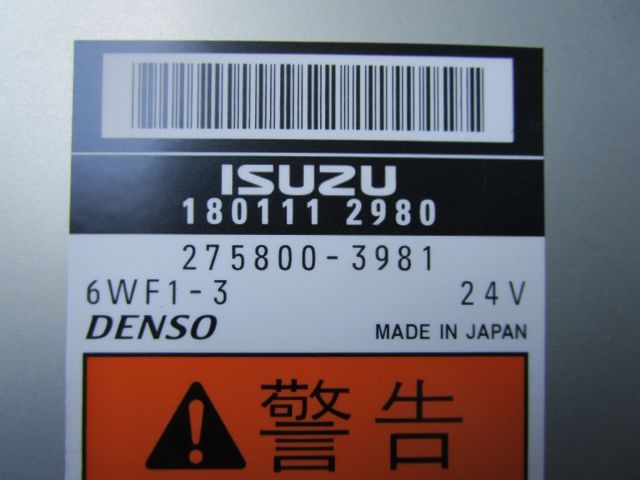 ISUZU
180111 2980
275800-3981
6WF1-3 24V
DENSO MADE IN JAPAN
警告